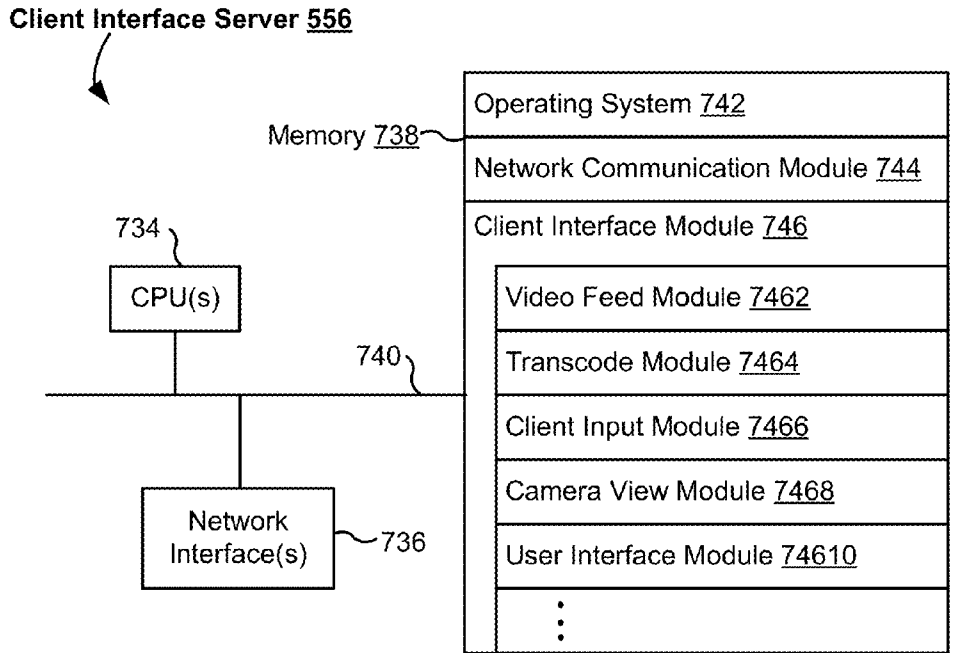 Client Interface Server 556
Operating System 742
Memory 738
Network Communication Module 744
Client Interface Module 746
734
CPU(s)
Video Feed Module 7462
740
Transcode Module 7464
Client Input Module 7466
Camera View Module 7468
Network
Interface(s)
736
User Interface Module 74610